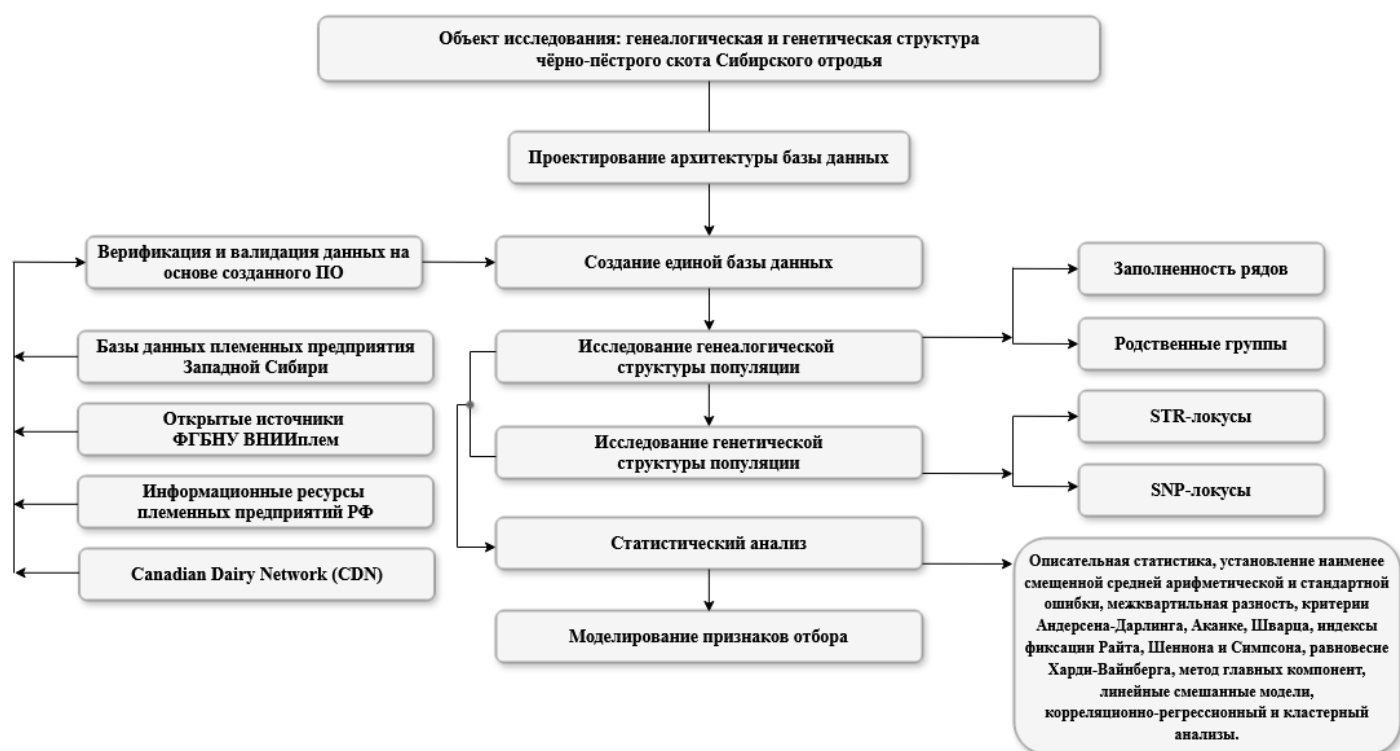 Объект исследования: генеалогическая и генетическая структура
чёрно-пёстрого скота Сибирского отродья
Проектирование архитектуры базы данных
Верификация и валидация данных на
основе созданного ПО
Создание единой базы данных
Заполненность рядов
Базы данных племенных предприятия
Западной Сибири
Исследование генеалогической
структуры популяции
Родственные группы
Открытые источники
ФГБНУ ВНИИплем
Исследование генетической
структуры популяции
STR-локусы
Информационные ресурсы
племенных предприятий РФ
SNP-локусы
Canadian Dairy Network (CDN)
Статистический анализ
Описательная статистика, установление наименее
смещенной средней арифметической и стандартной
ошибки, межквартильная разность, критерии
Андерсена-Дарлинга, Акаике, Шварца, индексы
фиксации Райта, Шеннона и Симпсона, равновесие
Харди-Вайнберга, метод главных компонент,
линейные смешанные модели,
корреляционно-регрессионный и кластерный
анализы.
Моделирование признаков отбора